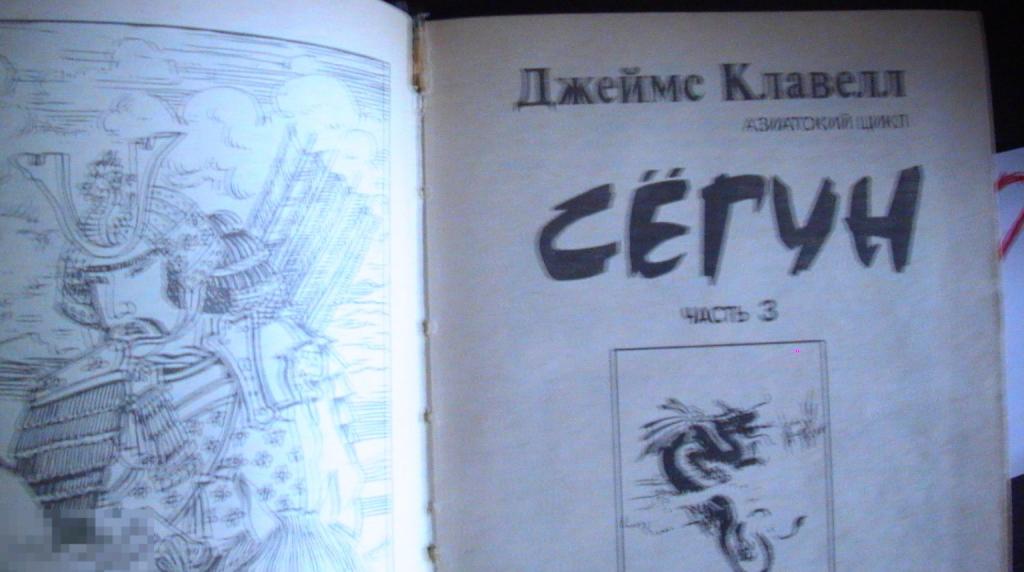 Джеймс Клавелл
АЗИАТСКИЙ ЦИКЛ
СЁГУН
ЧАСТЬ 3